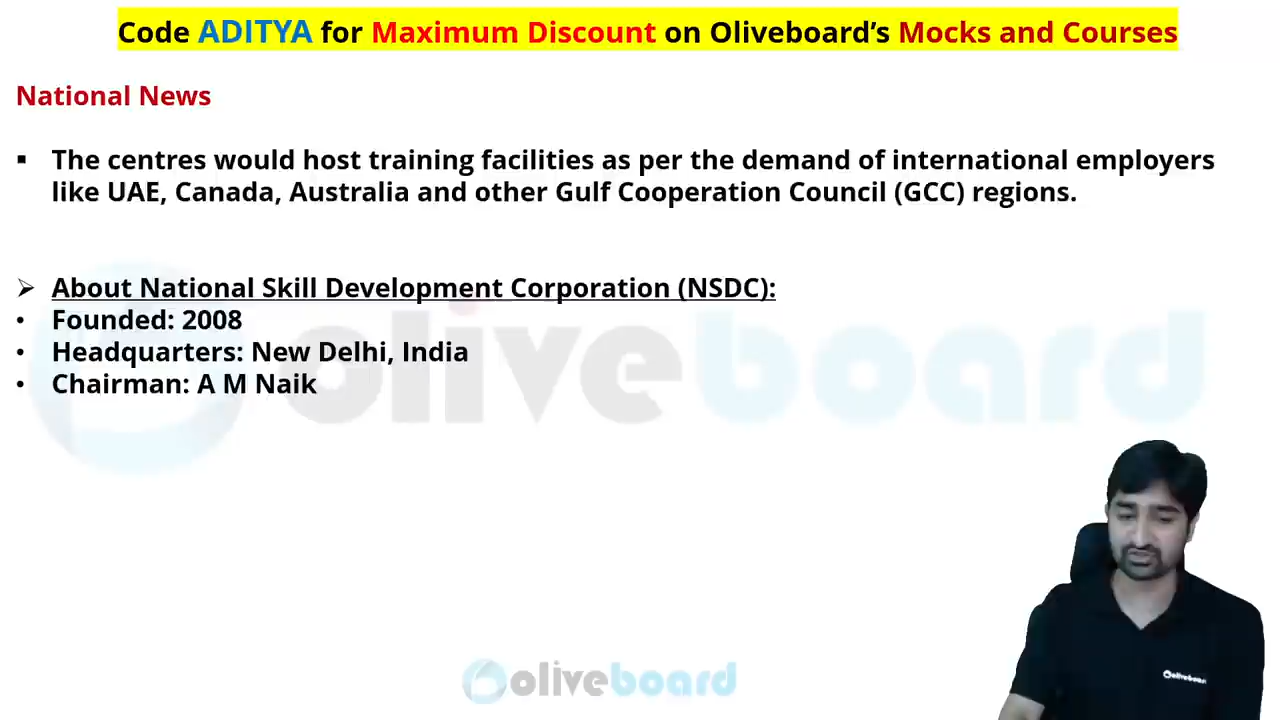 Code ADITYA for Maximum Discount on Oliveboard’s Mocks and Courses
National News
▪ The centres would host training facilities as per the demand of international employers
like UAE, Canada, Australia and other Gulf Cooperation Council (GCC) regions.
➢ About National Skill Development Corporation (NSDC):
• Founded: 2008
• Headquarters: New Delhi, India
• Chairman: A M Naik
oliveboard
oliveboard
oliveboard